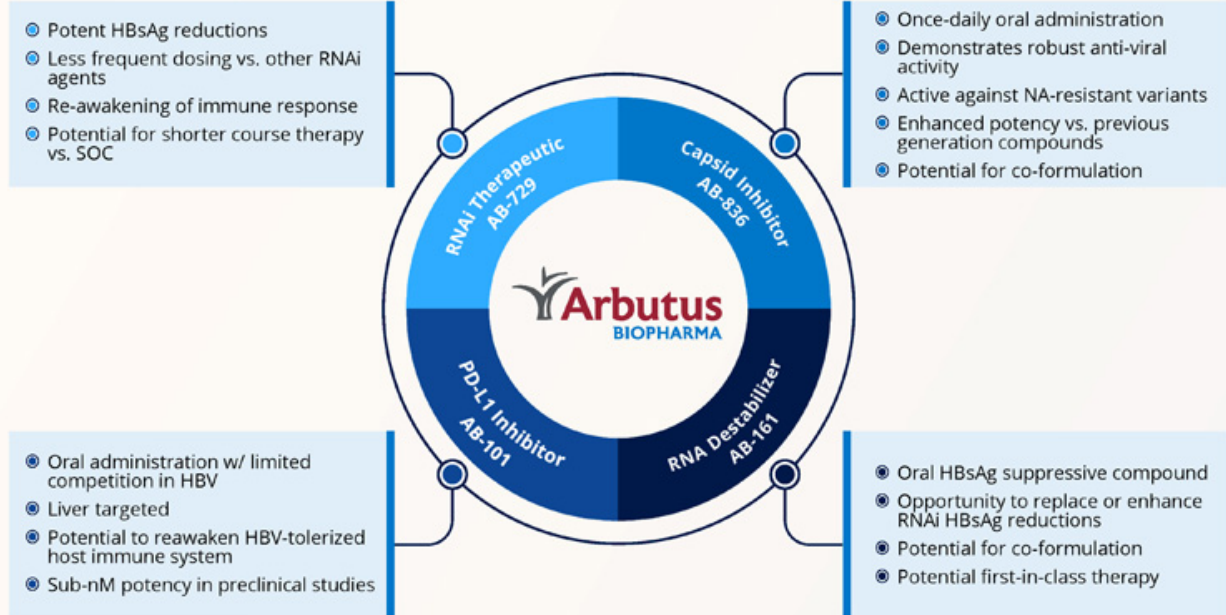 Potent HBsAg reductions
Less frequent dosing vs. other RNAi
agents
Re-awakening of immune response
Potential for shorter course therapy
vs. SOC
Once-daily oral administration
Demonstrates robust anti-viral
activity
Active against NA-resistant variants
Enhanced potency vs. previous
generation compounds
Potential for co-formulation
RNAi Therapeutic
AB-729
Capsid Inhibitor
AB-836
Arbutus
BIOPHARMA
PD-L1 Inhibitor
AB-101
RNA Destabilizer
AB-161
Oral administration w/ limited
competition in HBV
Liver targeted
Potential to reawaken HBV-tolerized
host immune system
Sub-nM potency in preclinical studies
Oral HBsAg suppressive compound
Opportunity to replace or enhance
RNAi HBsAg reductions
Potential for co-formulation
Potential first-in-class therapy